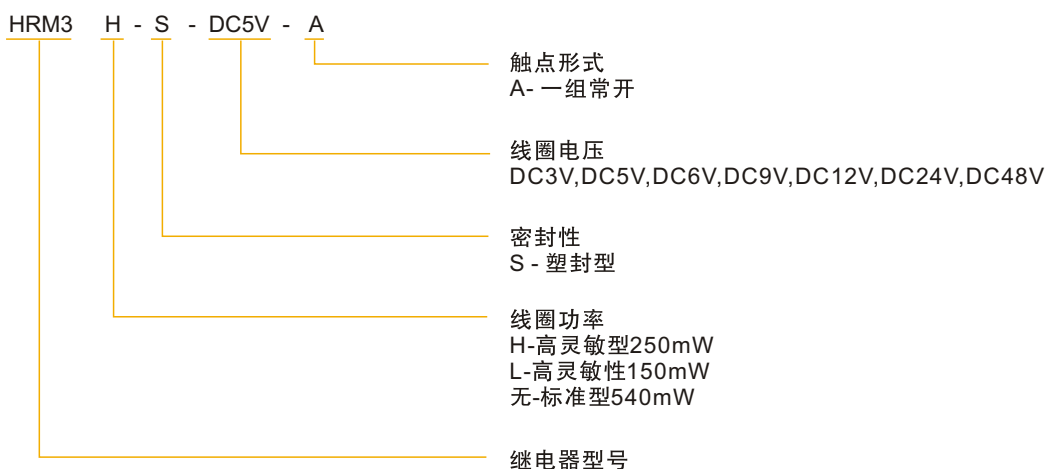 HRM3 H - S - DC5V - A
触点形式
A- 一组常开
线圈电压
DC3V,DC5V,DC6V,DC9V,DC12V,DC24V,DC48V
密封性
S - 塑封型
线圈功率
H-高灵敏型250mW
L-高灵敏性150mW
无-标准型540mW
继电器型号